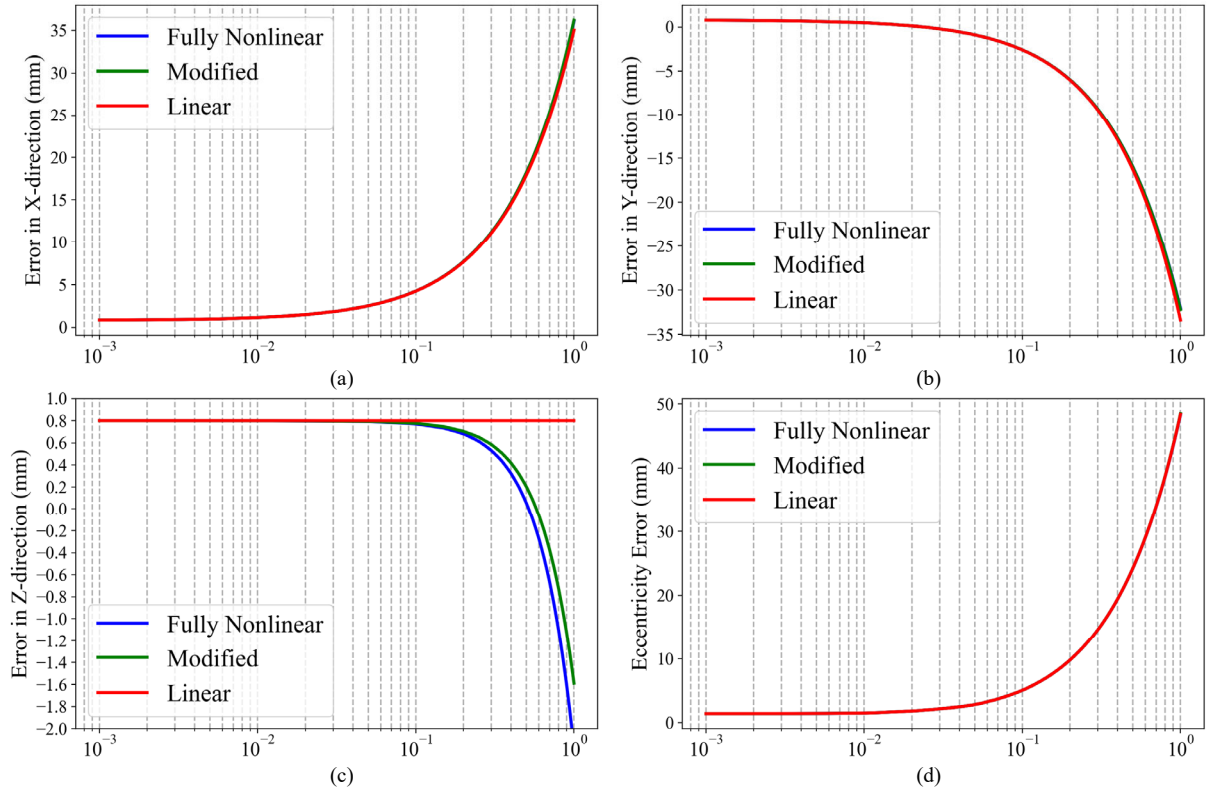 Error in X-direction (mm)
35
30
25
20
15
10
5
0
Fully Nonlinear
Modified
Linear
10⁻³
10⁻²
10⁻¹
10⁰
(a)
Error in Y-direction (mm)
0
−5
−10
−15
−20
−25
−30
−35
Fully Nonlinear
Modified
Linear
10⁻³
10⁻²
10⁻¹
10⁰
(b)
Error in Z-direction (mm)
1.0
0.8
0.6
0.4
0.2
0.0
−0.2
−0.4
−0.6
−0.8
−1.0
−1.2
−1.4
−1.6
−1.8
−2.0
Fully Nonlinear
Modified
Linear
10⁻³
10⁻²
10⁻¹
10⁰
(c)
Eccentricity Error (mm)
50
40
30
20
10
0
Fully Nonlinear
Modified
Linear
10⁻³
10⁻²
10⁻¹
10⁰
(d)